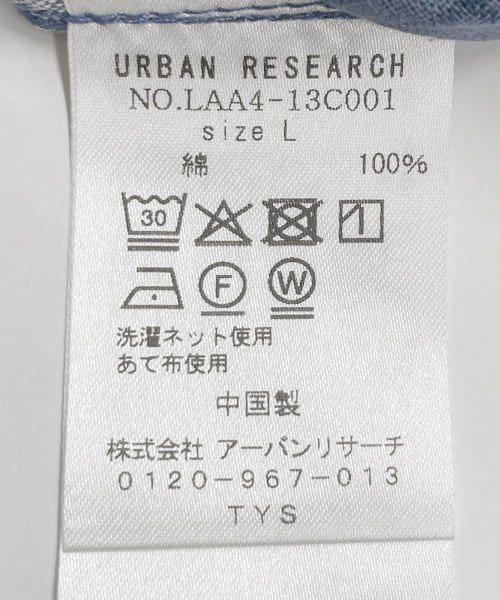 URBAN RESEARCH
NO.LAA4-13C001
size L
綿 100%
30
F W
洗濯ネット使用
あて布使用
中国製
株式会社 アーバンリサーチ
0120-967-013
TYS